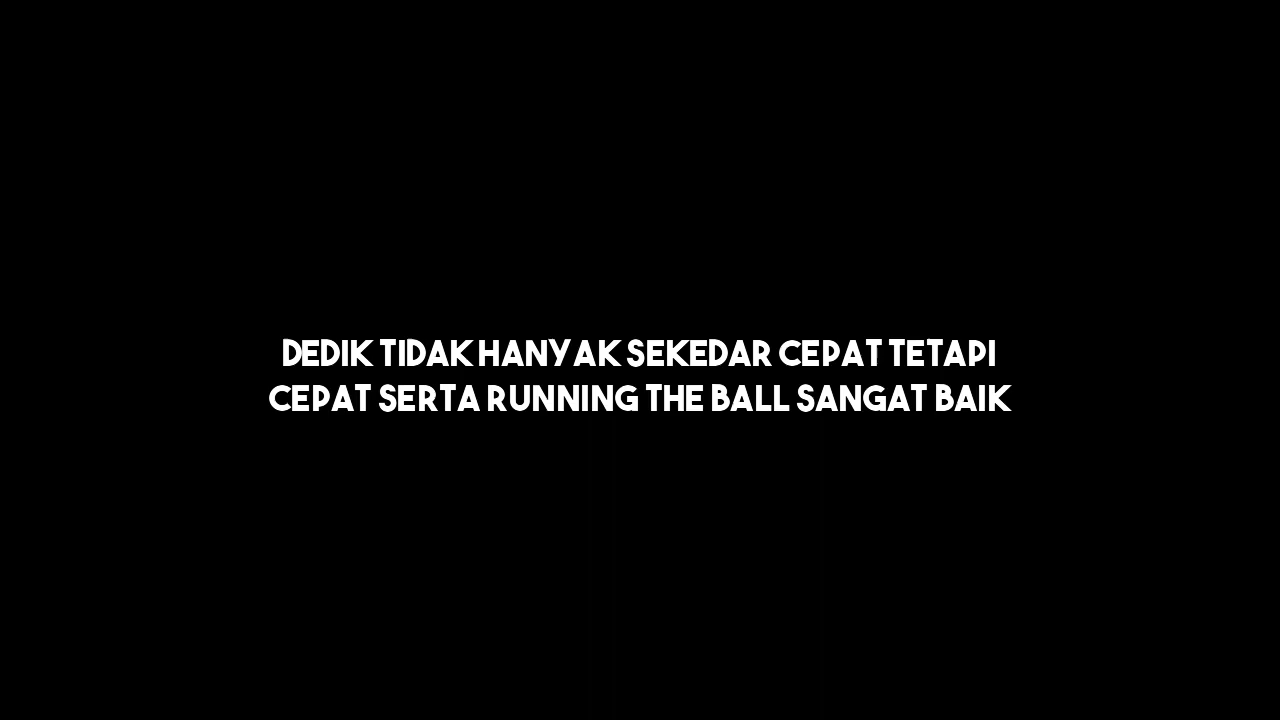 DEDIK TIDAK HANYAK SEKEDAR CEPAT TETAPI
CEPAT SERTA RUNNING THE BALL SANGAT BAIK